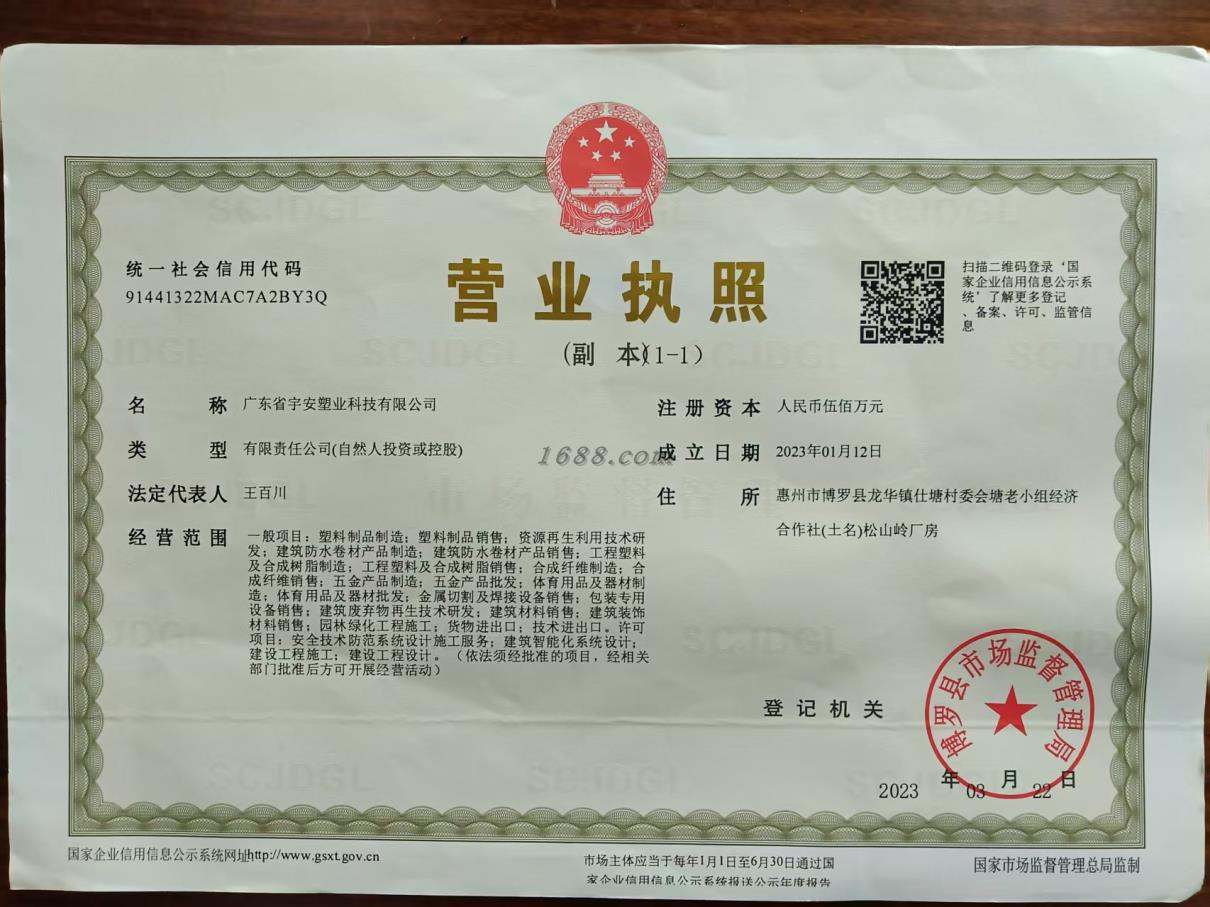 统一社会信用代码
91441322MAC7A2BY3Q
营业执照
(副 本)(1-1)
扫描二维码登录‘国
家企业信用信息公示系
统’了解更多登记
、备案、许可、监管信
息
名 称 广东省宇安塑业科技有限公司
类 型 有限责任公司(自然人投资或控股)
法定代表人 王百川
经营范围 一般项目：塑料制品制造；塑料制品销售；资源再生利用技术研
发；建筑防水卷材产品制造；建筑防水卷材产品销售；工程塑料
及合成树脂制造；工程塑料及合成树脂销售；合成纤维制造；合
成纤维销售；五金产品制造；五金产品批发；体育用品及器材制
造；体育用品及器材批发；金属切割及焊接设备销售；包装专用
设备销售；建筑废弃物再生技术研发；建筑材料销售；建筑装饰
材料销售；园林绿化工程施工；货物进出口；技术进出口。许可
项目：安全技术防范系统设计施工服务；建筑智能化系统设计；
建设工程施工；建设工程设计。（依法须经批准的项目，经相关
部门批准后方可开展经营活动）
注册资本 人民币伍佰万元
成立日期 2023年01月12日
住 所 惠州市博罗县龙华镇仕塘村委会塘老小组经济
合作社(土名)松山岭厂房
1688.com
登记机关
博罗县市场监督管理局
2023 年 03 月 22 日
国家企业信用信息公示系统网址http://www.gsxt.gov.cn
市场主体应当于每年1月1日至6月30日通过国
家企业信用信息公示系统报送公示年度报告
国家市场监督管理总局监制